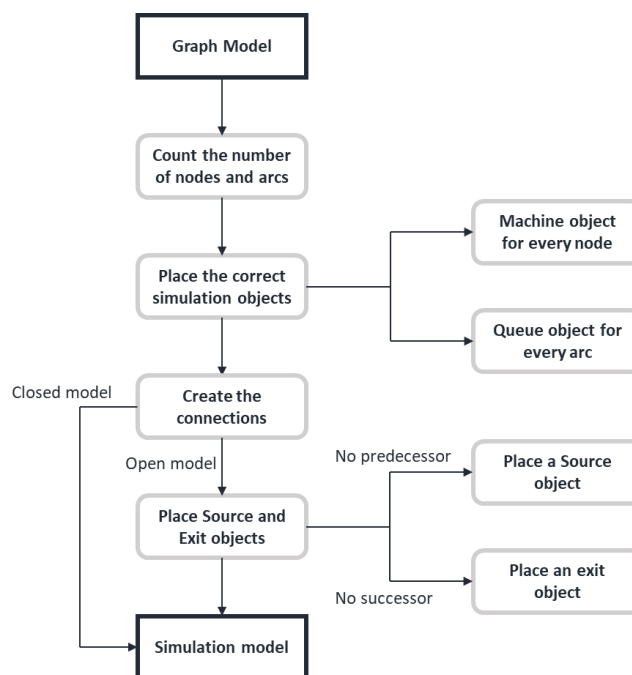 Graph Model
Count the number
of nodes and arcs
Machine object
for every node
Place the correct
simulation objects
Queue object for
every arc
Closed model
Create the
connections
Open model
No predecessor
Place a Source
object
Place Source and
Exit objects
Place an exit
object
No successor
Simulation model